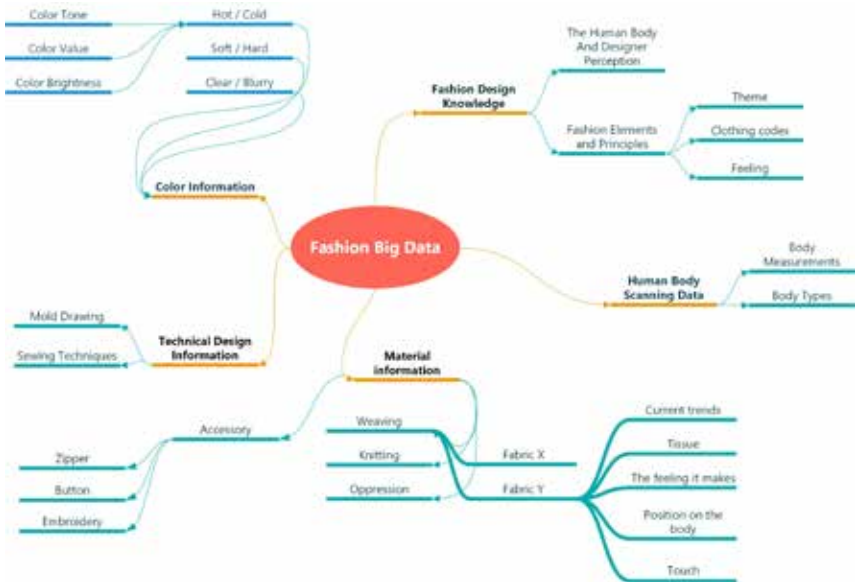 Color Tone
Color Value
Color Brightness
Hot / Cold
Soft / Hard
Clear / Blurry
Color Information
Fashion Design
Knowledge
The Human Body
And Designer
Perception
Fashion Elements
and Principles
Theme
Clothing codes
Feeling
Fashion Big Data
Human Body
Scanning Data
Body
Measurements
Body Types
Mold Drawing
Sewing Techniques
Technical Design
Information
Material
information
Accessory
Zipper
Button
Embroidery
Weaving
Knitting
Oppression
Fabric X
Fabric Y
Current trends
Tissue
The feeling it makes
Position on the
body
Touch